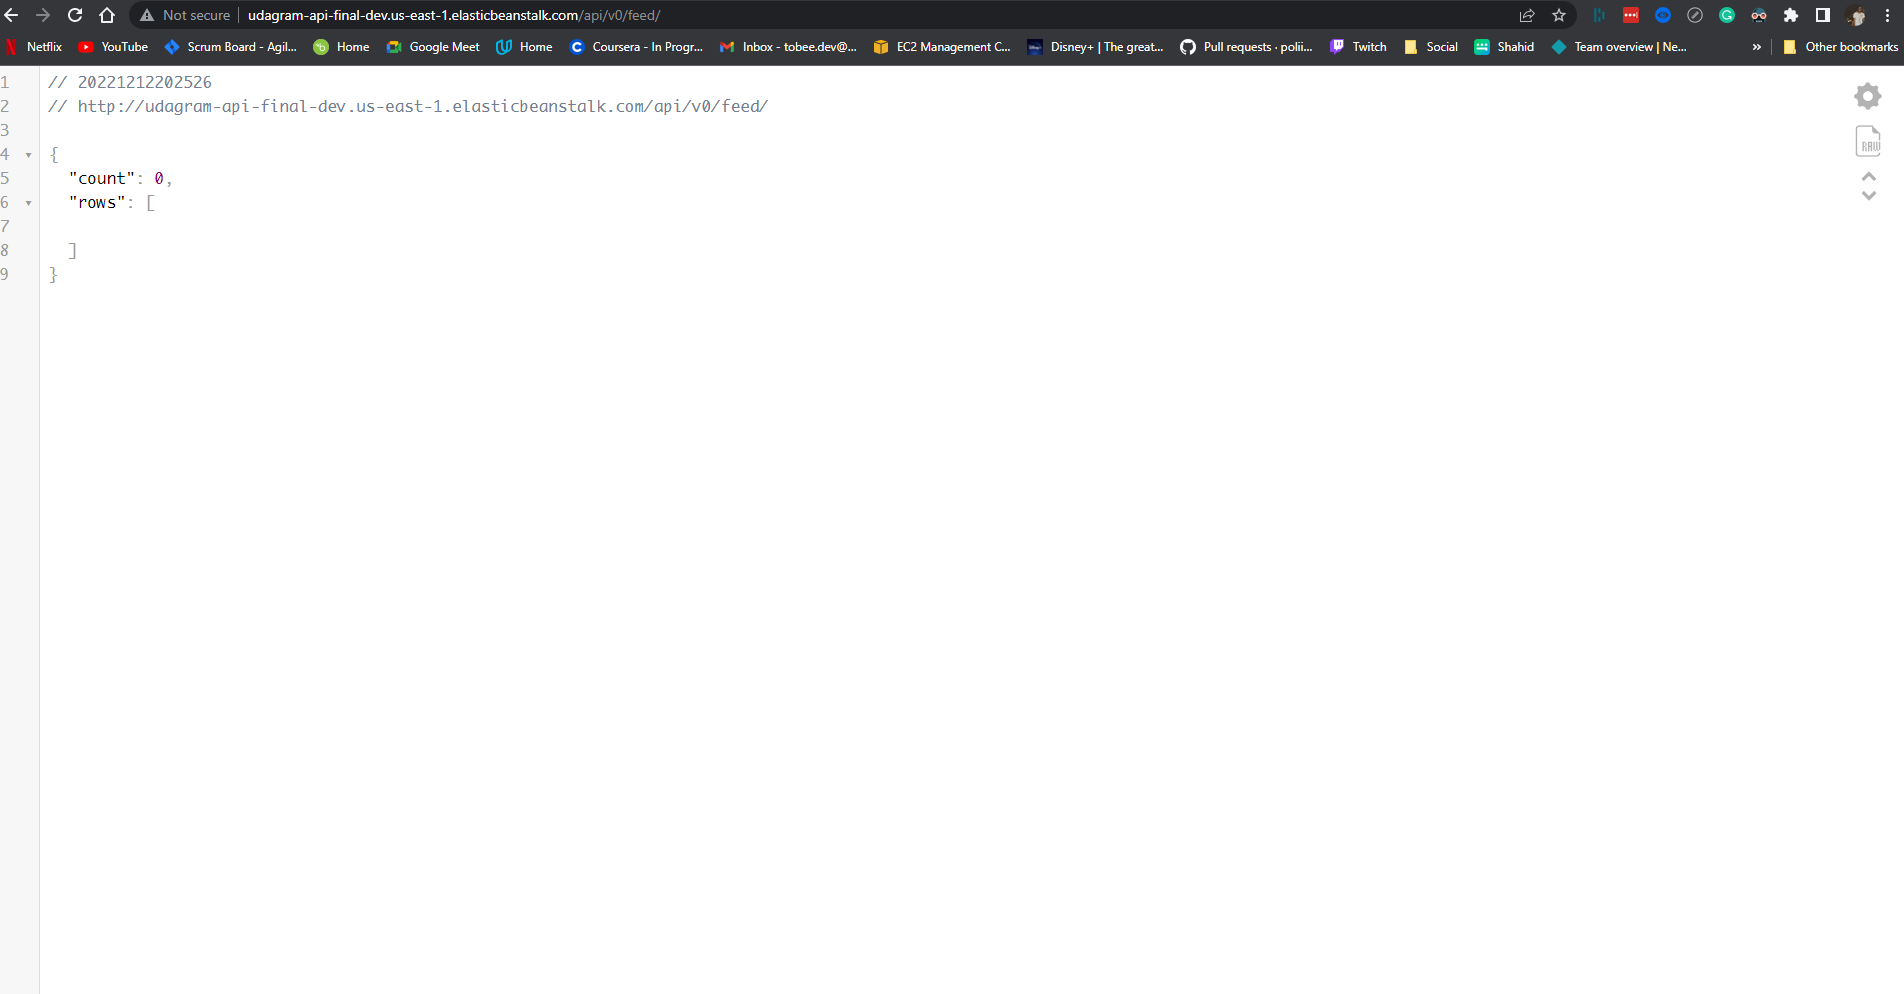 Not secure | udagram-api-final-dev.us-east-1.elasticbeanstalk.com/api/v0/feed/
Netflix YouTube Scrum Board - Agil... Home Google Meet Home Coursera - In Progr... Inbox - tobee.dev@... EC2 Management C... Disney+ | The great... Pull requests · polii... Twitch Social Shahid Team overview | Ne... » Other bookmarks
1 // 20221212202526
2 // http://udagram-api-final-dev.us-east-1.elasticbeanstalk.com/api/v0/feed/
3
4 {
5 "count": 0,
6 "rows": [
7
8 ]
9 }
RAW